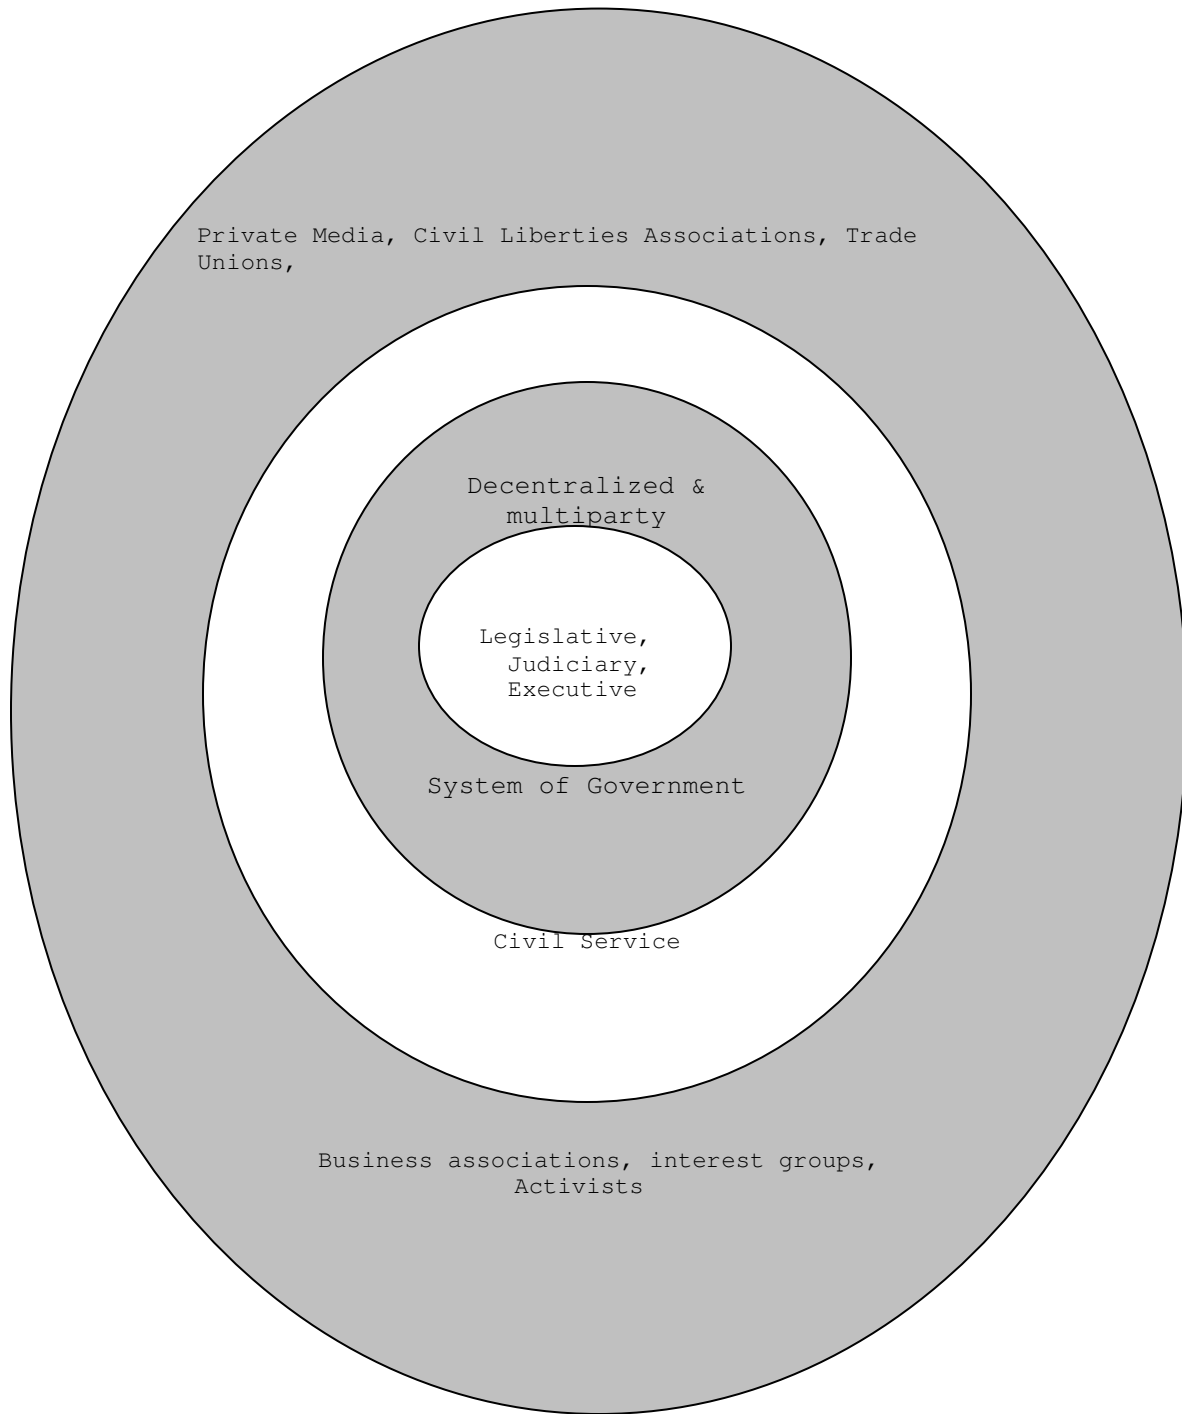 Private Media, Civil Liberties Associations, Trade
Unions,
Decentralized &
multiparty
Legislative,
Judiciary,
Executive
System of Government
Civil Service
Business associations, interest groups,
Activists